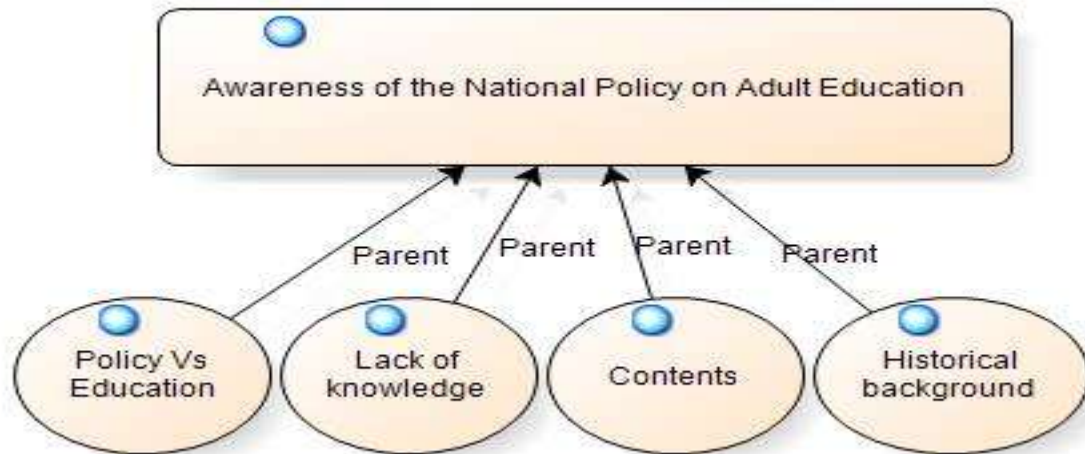 Awareness of the National Policy on Adult Education
Parent
Parent
Parent
Parent
Policy Vs
Education
Lack of
knowledge
Contents
Historical
background